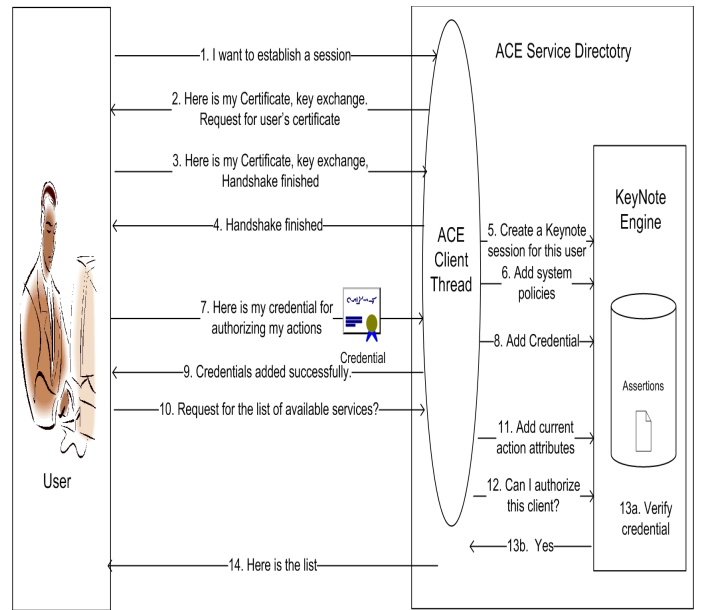 ACE Service Directotry
1. I want to establish a session
2. Here is my Certificate, key exchange.
Request for user's certificate
3. Here is my Certificate, key exchange,
Handshake finished
4. Handshake finished
ACE
Client
Thread
KeyNote
Engine
5. Create a Keynote
session for this user
6. Add system
policies
7. Here is my credential for
authorizing my actions
Credential
8. Add Credential
9. Credentials added successfully.
Assertions
10. Request for the list of available services?
11. Add current
action attributes
User
12. Can I authorize
this client?
13a. Verify
credential
13b. Yes
14. Here is the list